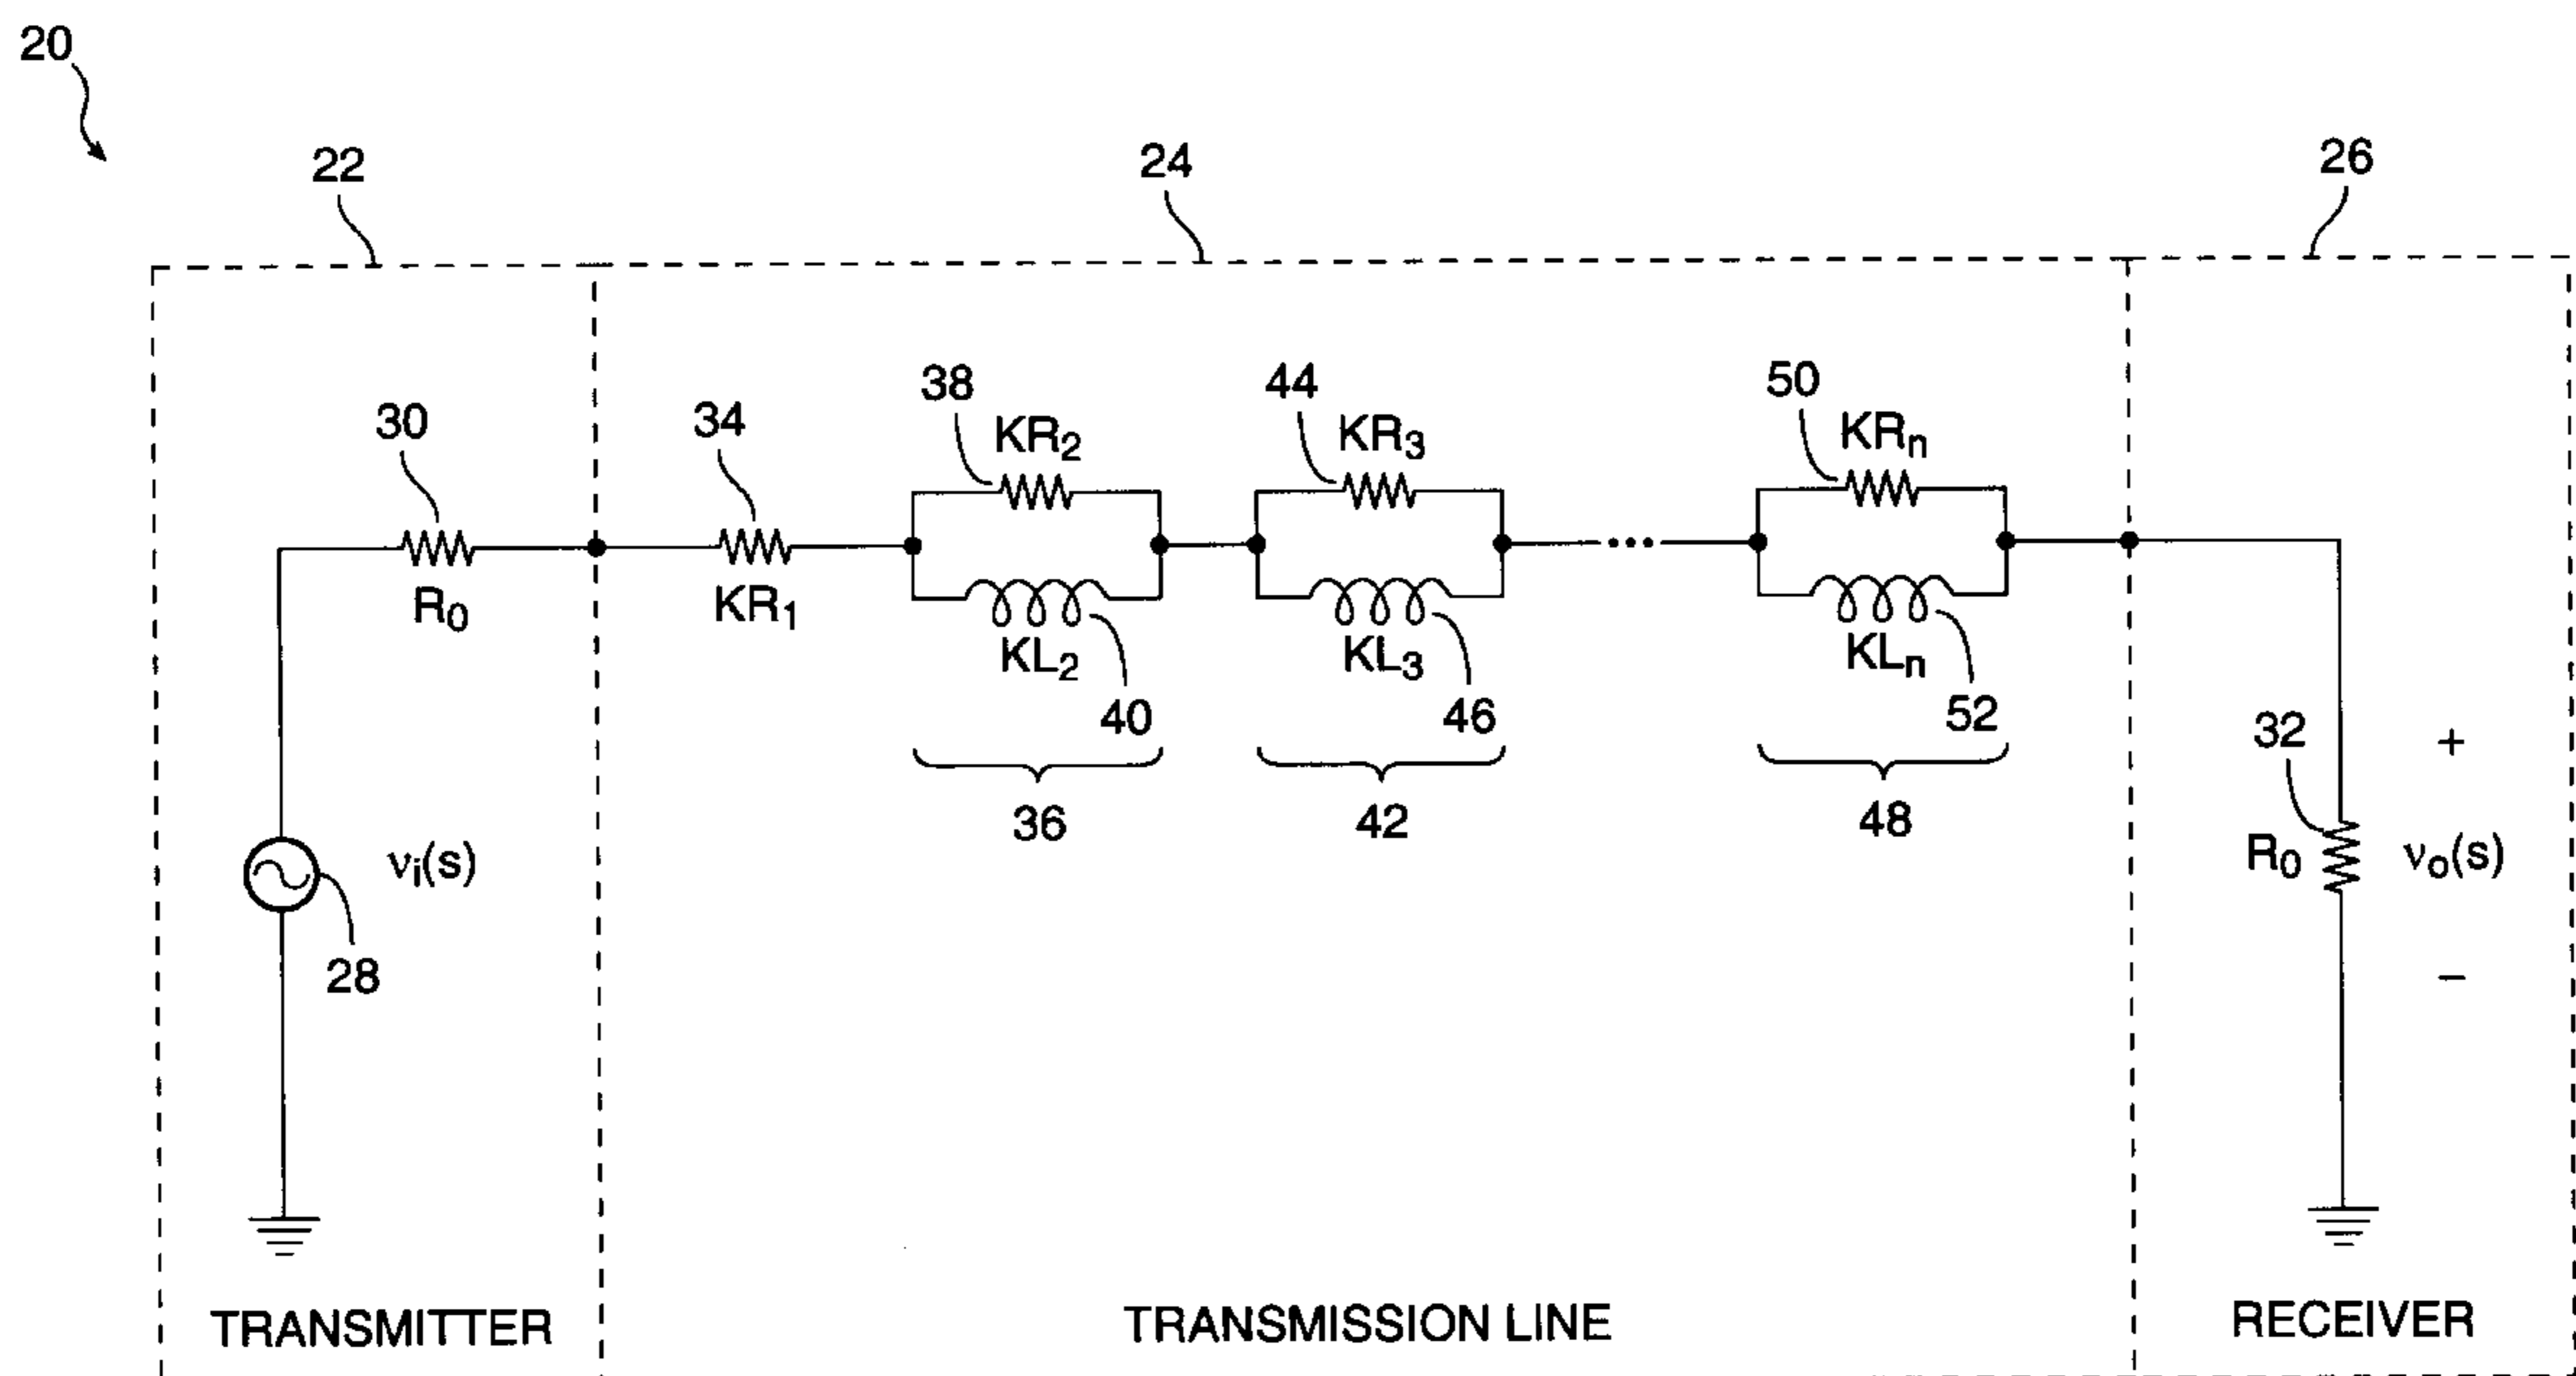 20
22
24
26
30
34
38
KR₂
44
KR₃
50
KRₙ
R₀
KR₁
KL₂
40
KL₃
46
KLₙ
52
36
42
48
32
+
R₀
vₒ(s)
−
vᵢ(s)
28
TRANSMITTER
TRANSMISSION LINE
RECEIVER